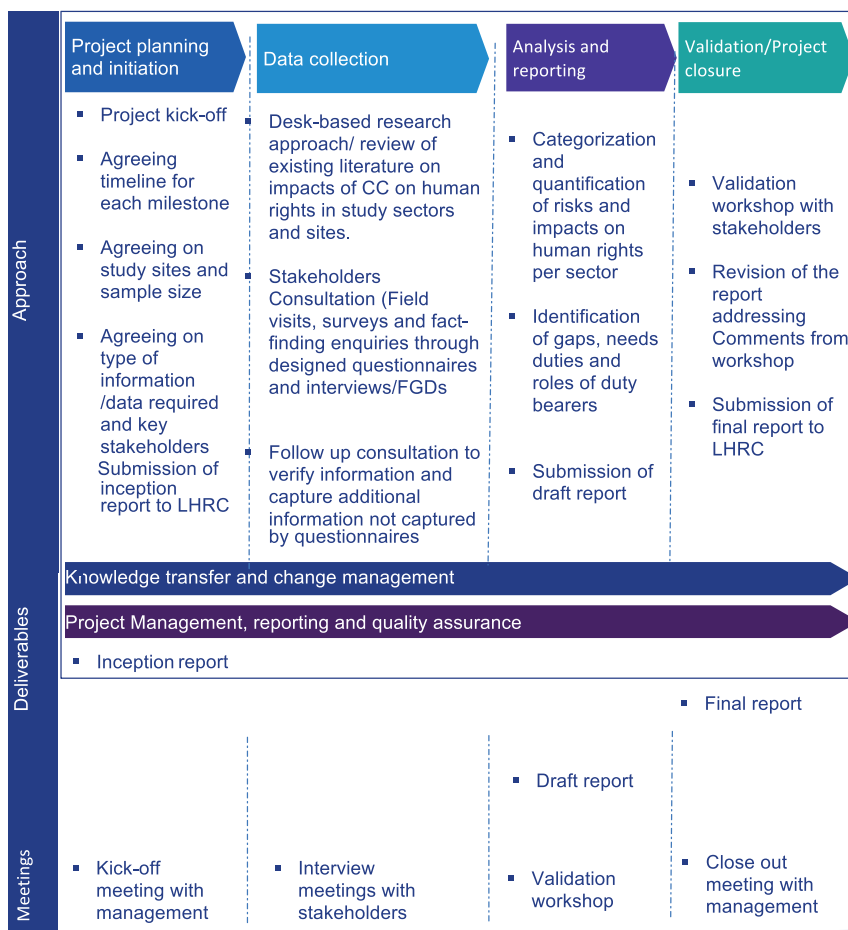 Project planning
and initiation
Data collection
Analysis and
reporting
Validation/Project
closure
Approach
Project kick-off
Agreeing
timeline for
each milestone
Agreeing on
study sites and
sample size
Agreeing on
type of
information
/data required
and key
stakeholders
Submission of
inception
report to LHRC
Desk-based research
approach/ review of
existing literature on
impacts of CC on human
rights in study sectors
and sites.
Stakeholders
Consultation (Field
visits, surveys and fact-
finding enquiries through
designed questionnaires
and interviews/FGDs
Follow up consultation to
verify information and
capture additional
information not captured
by questionnaires
Categorization
and
quantification
of risks and
impacts on
human rights
per sector
Identification
of gaps, needs
duties and
roles of duty
bearers
Submission of
draft report
Validation
workshop with
stakeholders
Revision of the
report
addressing
Comments from
workshop
Submission of
final report to
LHRC
Knowledge transfer and change management
Project Management, reporting and quality assurance
Deliverables
Inception report
Final report
Draft report
Meetings
Kick-off
meeting with
management
Interview
meetings with
stakeholders
Validation
workshop
Close out
meeting with
management